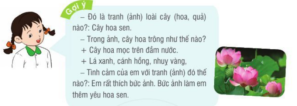 Gợi ý
– Đó là tranh (ảnh) loài cây (hoa, quả)
nào?: Cây hoa sen.
– Trong ảnh, cây hoa trông như thế nào?
+ Cây hoa mọc trên đầm nước.
+ Lá xanh, cánh hồng, nhuỵ vàng,
– Tình cảm của em với tranh (ảnh) đó thế
nào?: Em rất thích bức ảnh. Bức ảnh làm em
thêm yêu hoa sen.